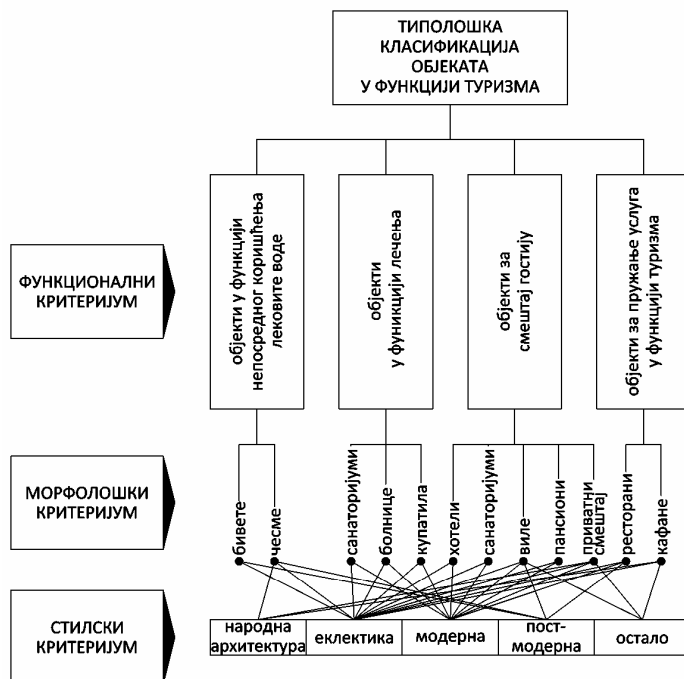 ТИПОЛОШКА
КЛАСИФИКАЦИЈА
ОБЈЕКАТА
У ФУНКЦИЈИ ТУРИЗМА
ФУНКЦИОНАЛНИ
КРИТЕРИЈУМ
објекти у функцији
непосредног коришћења
лековите воде
објекти
у фуникцији лечења
објекти за
смештај гостију
објекти за пружање услуга
у функцији туризма
МОРФОЛОШКИ
КРИТЕРИЈУМ
бивете
чесме
санаторијуми
болнице
купатила
хотели
санаторијуми
виле
пансиони
приватни
смештај
ресторани
кафане
СТИЛСКИ
КРИТЕРИЈУМ
народна
архитектура
еклектика
модерна
пост-
модерна
остало